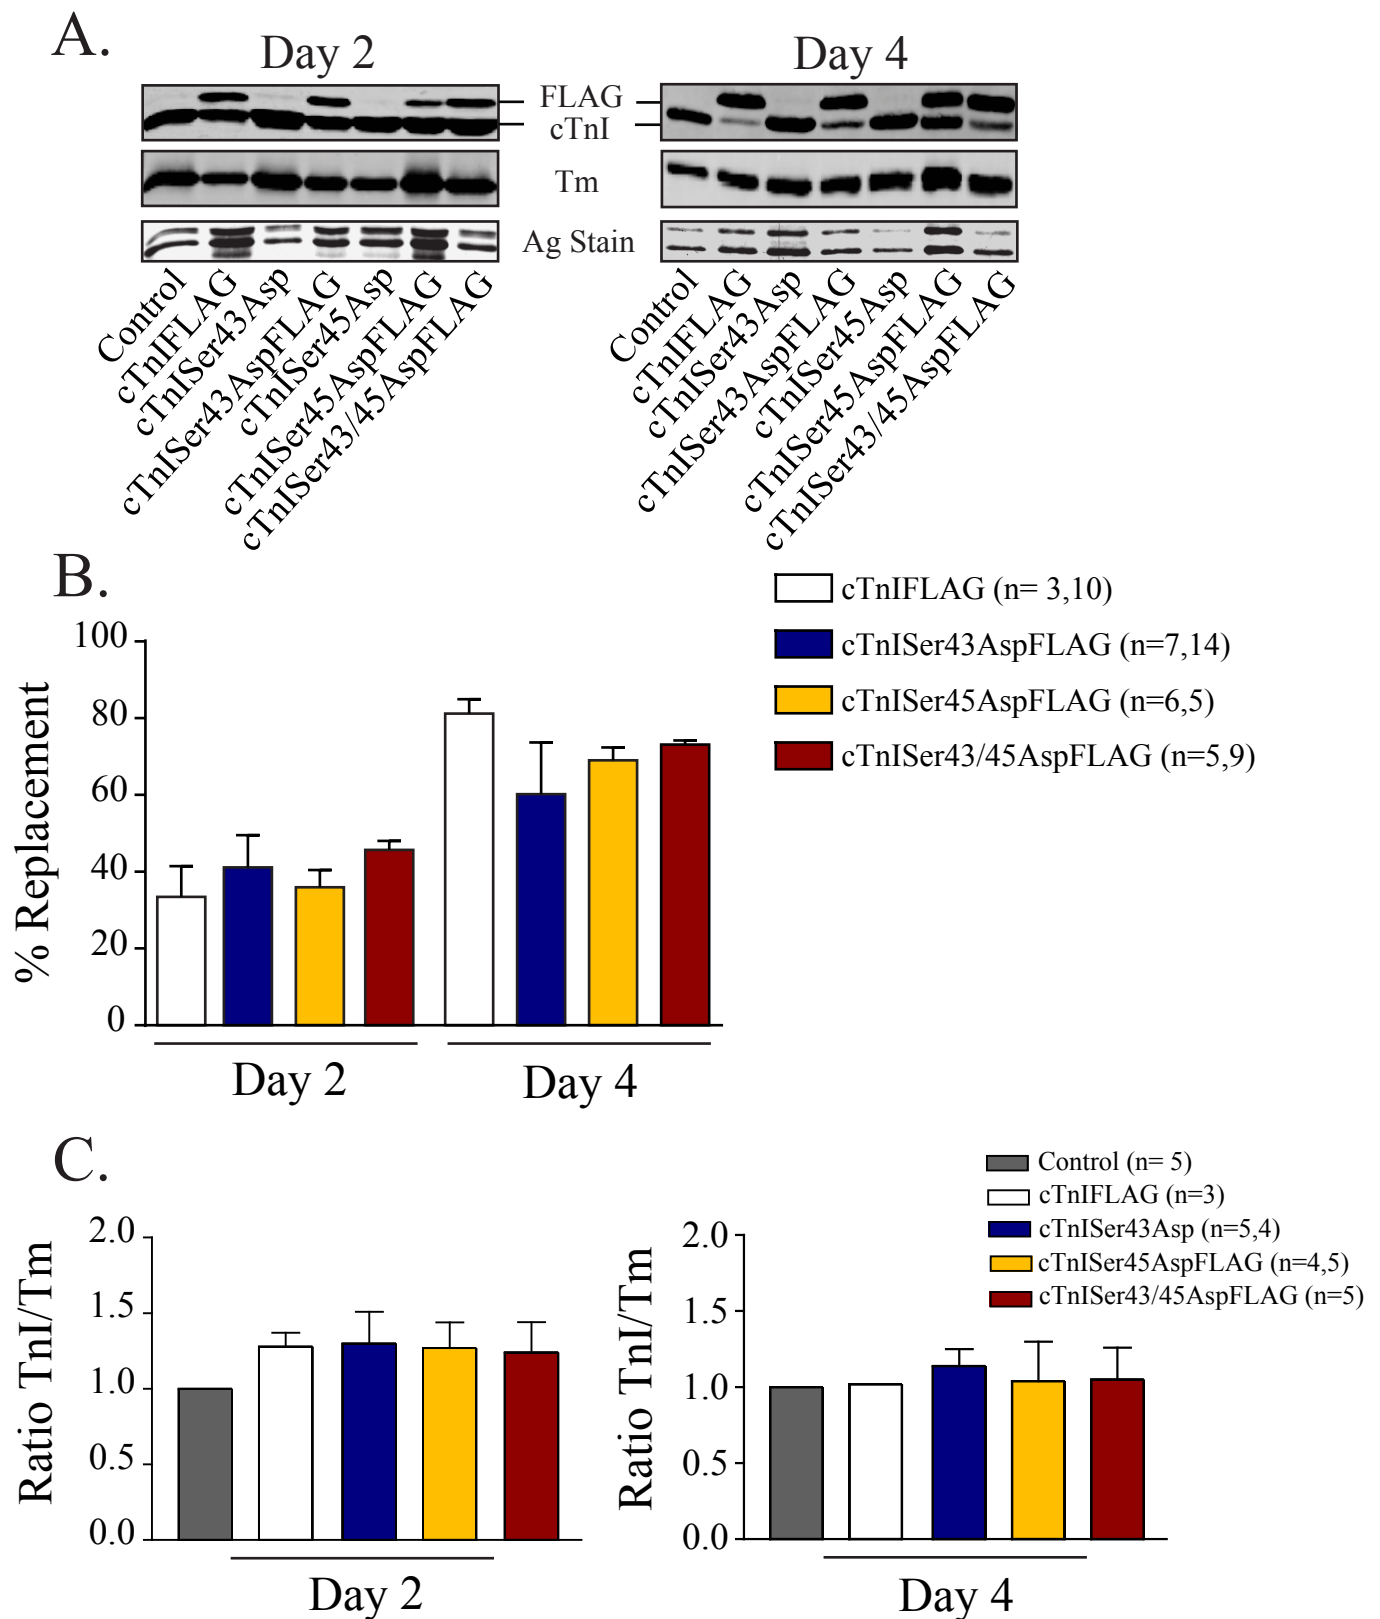 A.
Day 2
Day 4
FLAG
cTnI
Tm
Ag Stain
Control
cTnIFLAG
cTnISer43Asp
cTnISer43AspFLAG
cTnISer45Asp
cTnISer45AspFLAG
cTnISer43/45AspFLAG
Control
cTnIFLAG
cTnISer43Asp
cTnISer43AspFLAG
cTnISer45Asp
cTnISer45AspFLAG
cTnISer43/45AspFLAG
B.
cTnIFLAG (n= 3,10)
cTnISer43AspFLAG (n=7,14)
cTnISer45AspFLAG (n=6,5)
cTnISer43/45AspFLAG (n=5,9)
% Replacement
100
80
60
40
20
0
Day 2
Day 4
C.
Control (n= 5)
cTnIFLAG (n=3)
cTnISer43Asp (n=5,4)
cTnISer45AspFLAG (n=4,5)
cTnISer43/45AspFLAG (n=5)
Ratio TnI/Tm
2.0
1.5
1.0
0.5
0.0
Day 2
Ratio TnI/Tm
2.0
1.5
1.0
0.5
0.0
Day 4